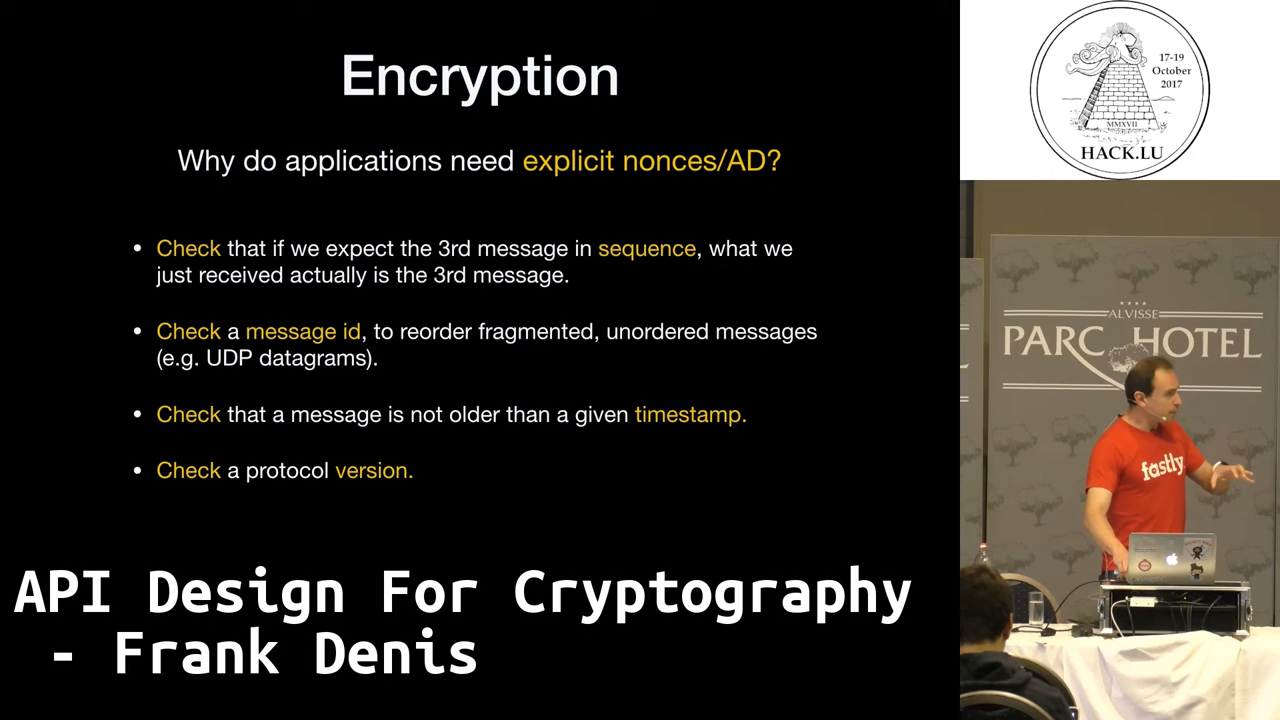 Encryption
Why do applications need explicit nonces/AD?
• Check that if we expect the 3rd message in sequence, what we
just received actually is the 3rd message.
• Check a message id, to reorder fragmented, unordered messages
(e.g. UDP datagrams).
• Check that a message is not older than a given timestamp.
• Check a protocol version.
API Design For Cryptography
- Frank Denis
17-19
October
2017
MMXVII
HACK.LU
ALVISSE
PARC HOTEL
fastly